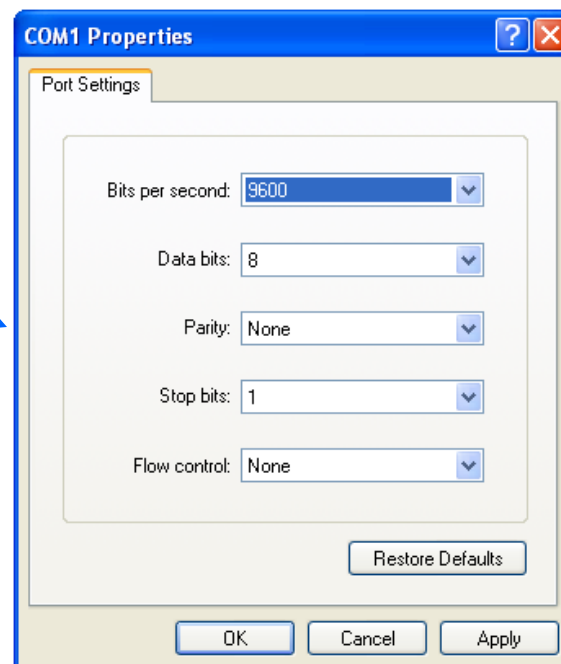 COM1 Properties
Port Settings
Bits per second: 9600
Data bits: 8
Parity: None
Stop bits: 1
Flow control: None
Restore Defaults
OK Cancel Apply